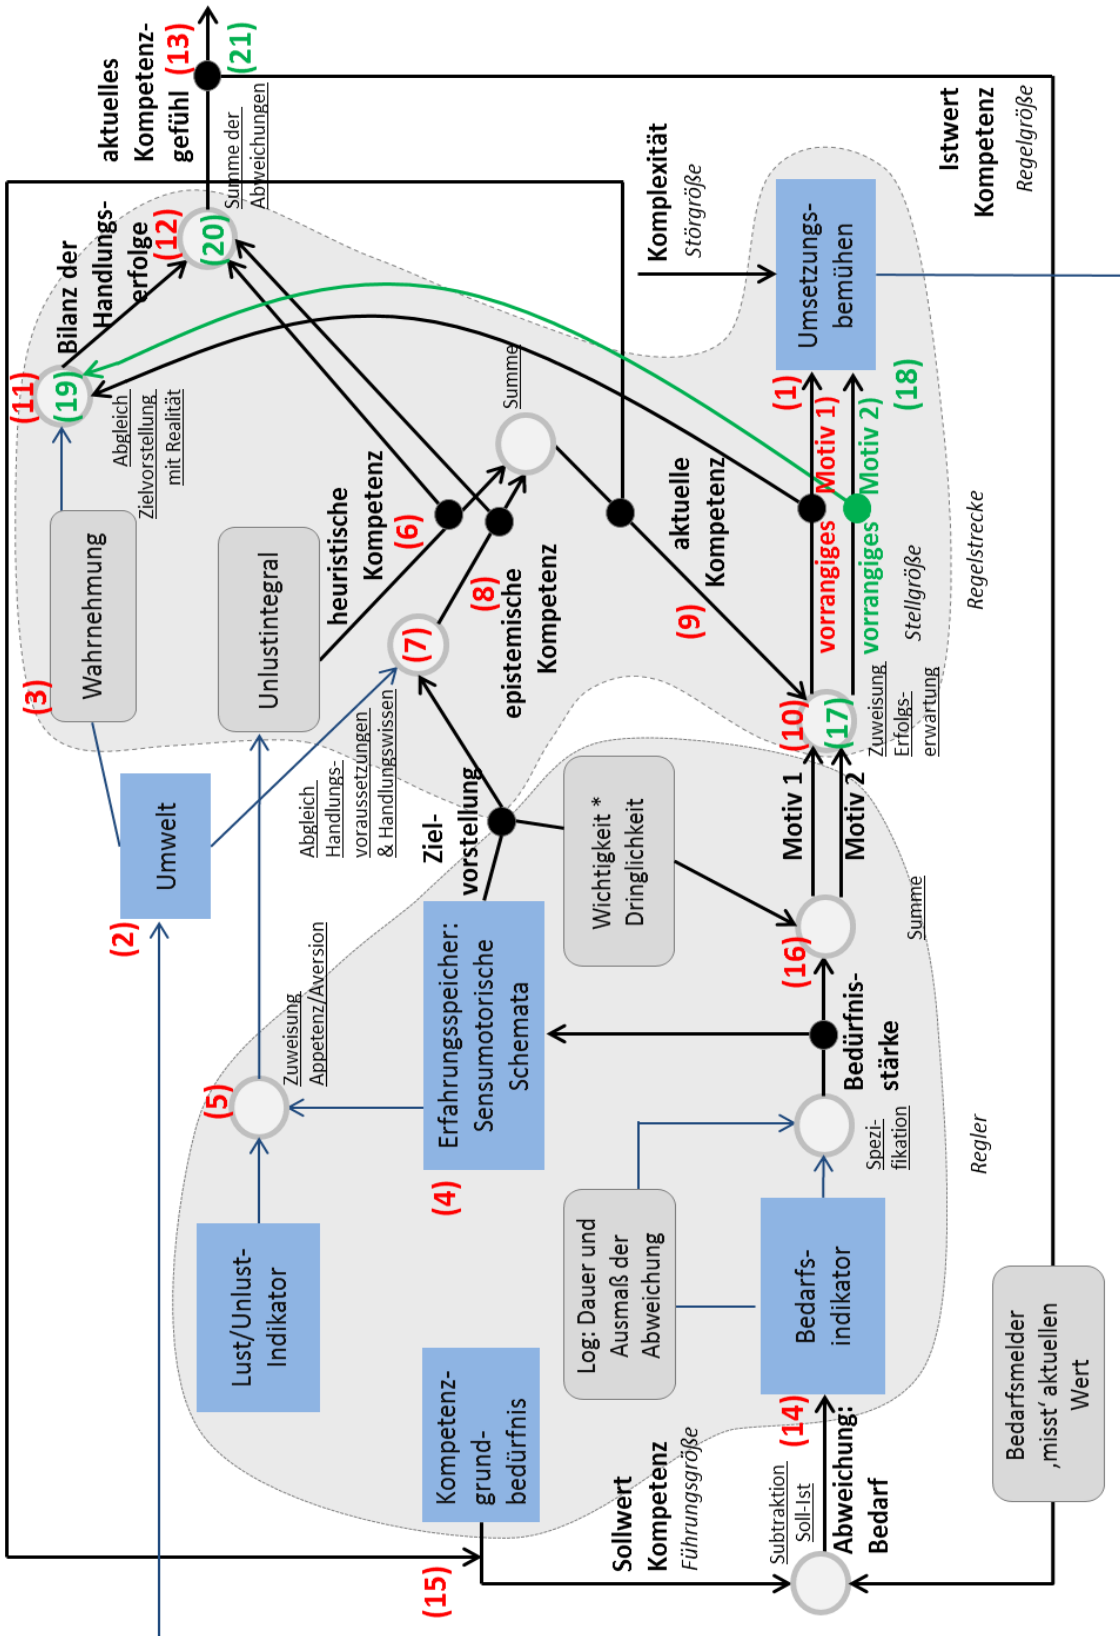 Kompetenz-
grund-
bedürfnis
(15)
Sollwert
Kompetenz
Führungsgröße
Subtraktion
Soll-Ist
(14)
Abweichung:
Bedarf
Bedarfsmelder
‚misst‘ aktuellen
Wert
Lust/Unlust-
Indikator
(5)
Zuweisung
Appetenz/Aversion
(4)
Erfahrungsspeicher:
Sensumotorische
Schemata
Log: Dauer und
Ausmaß der
Abweichung
Bedarfs-
indikator
Spezi-
fikation
Bedürfnis-
stärke
Regler
(2)
Umwelt
Ziel-
vorstellung
Wichtigkeit *
Dringlichkeit
(16)
Summe
Motiv 1
Motiv 2
(3)
Wahrnehmung
Unlustintegral
Abgleich
Handlungs-
voraussetzungen
& Handlungswissen
(7)
heuristische
Kompetenz
(6)
(8)
epistemische
Kompetenz
Summe
(9)
aktuelle
Kompetenz
(10)
(17)
Zuweisung
Erfolgs-
erwartung
vorrangiges Motiv 1)
vorrangiges Motiv 2)
Stellgröße
Regelstrecke
(1)
(18)
Umsetzungs-
bemühen
Komplexität
Störgröße
(11)
(19)
Abgleich
Zielvorstellung
mit Realität
Bilanz der
Handlungs-
erfolge
(12)
(20)
Summe der
Abweichungen
aktuelles
Kompetenz-
gefühl
(13)
(21)
Istwert
Kompetenz
Regelgröße